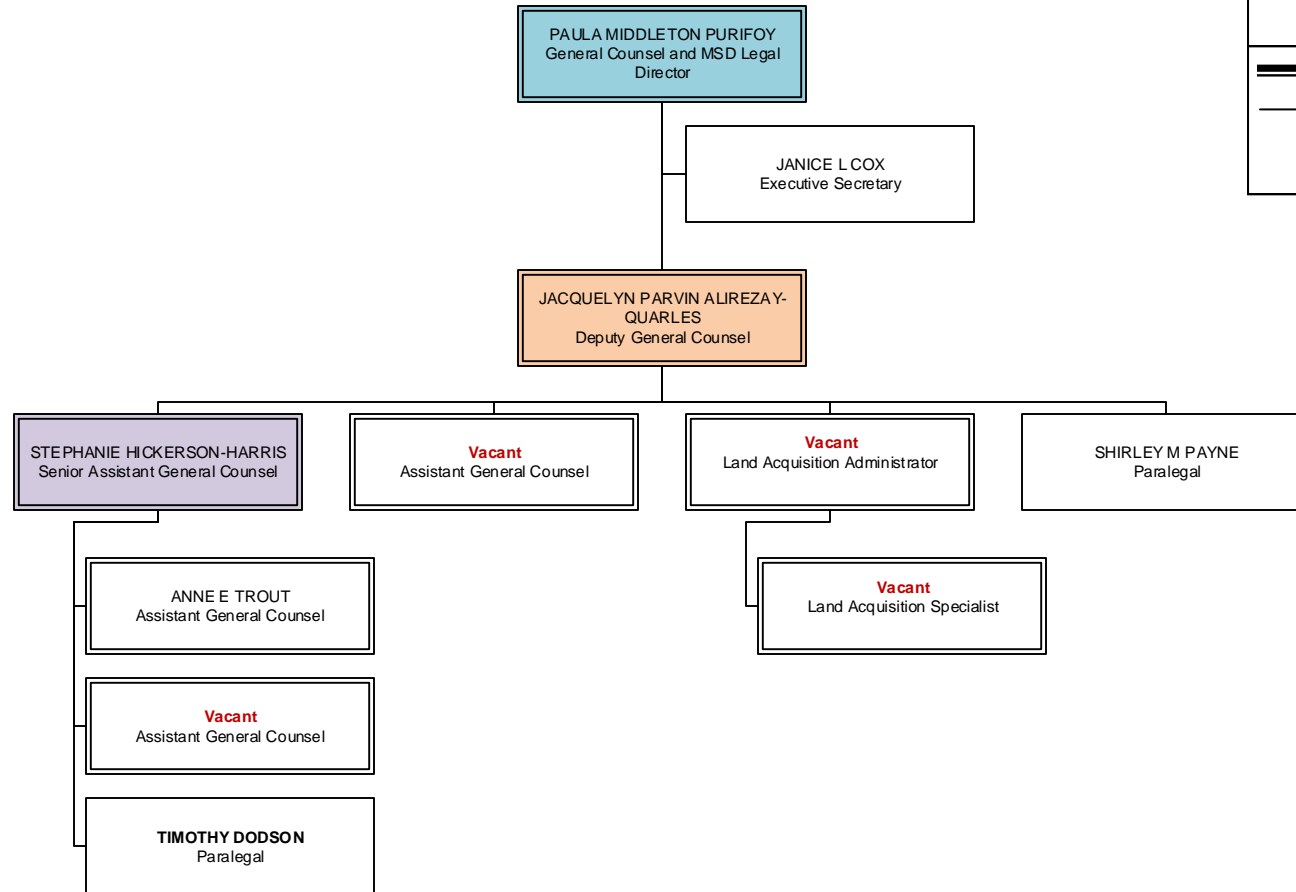 PAULA MIDDLETON PURIFOY
General Counsel and MSD Legal
Director
JANICE L COX
Executive Secretary
JACQUELYN PARVIN ALIREZAY-
QUARLES
Deputy General Counsel
STEPHANIE HICKERSON-HARRIS
Senior Assistant General Counsel
Vacant
Assistant General Counsel
Vacant
Land Acquisition Administrator
SHIRLEY M PAYNE
Paralegal
ANNE E TROUT
Assistant General Counsel
Vacant
Land Acquisition Specialist
Vacant
Assistant General Counsel
TIMOTHY DODSON
Paralegal